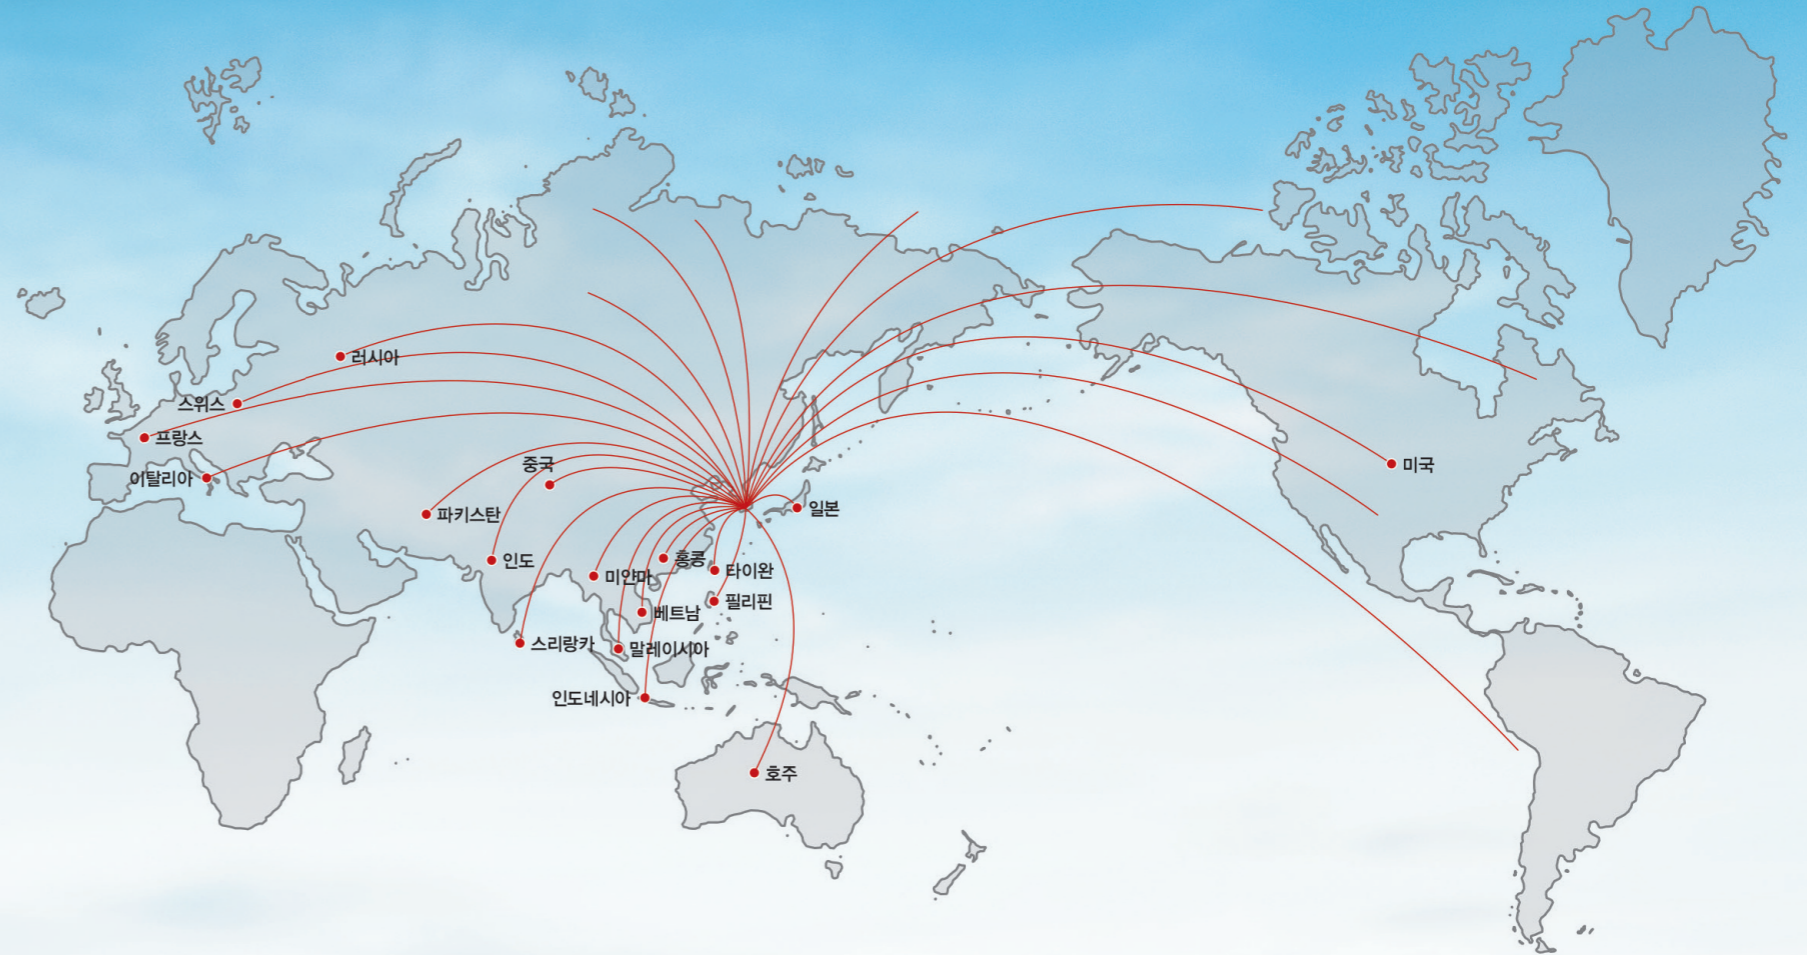 러시아
스위스
프랑스
중국
미국
이탈리아
일본
파키스탄
홍콩
인도
타이완
미얀마
필리핀
베트남
스리랑카
말레이시아
인도네시아
호주